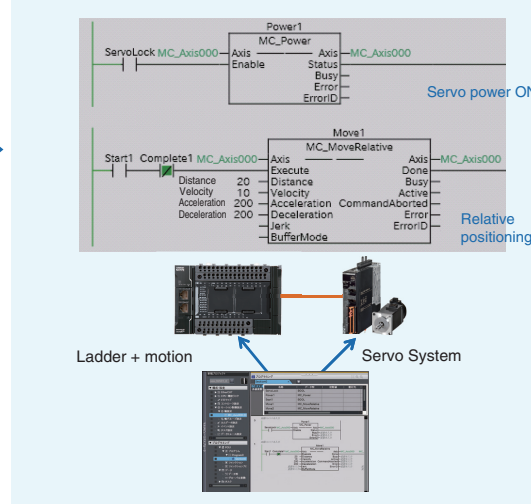 Power1
MC_Power
ServoLock MC_Axis000 Axis Axis MC_Axis000
Enable Status
Busy
Error
ErrorID
Servo power ON
Move1
MC_MoveRelative
Start1 Complete1 MC_Axis000 Axis Axis MC_Axis000
Execute Done
Distance 20 Distance Busy
Velocity 10 Velocity Active
Acceleration 200 Acceleration CommandAborted
Deceleration 200 Deceleration Error
Jerk ErrorID
BufferMode
Relative
positioning
Ladder + motion
Servo System